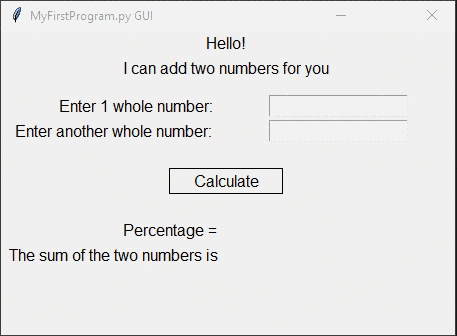 MyFirstProgram.py GUI
Hello!
I can add two numbers for you
Enter 1 whole number:
Enter another whole number:
Calculate
Percentage =
The sum of the two numbers is